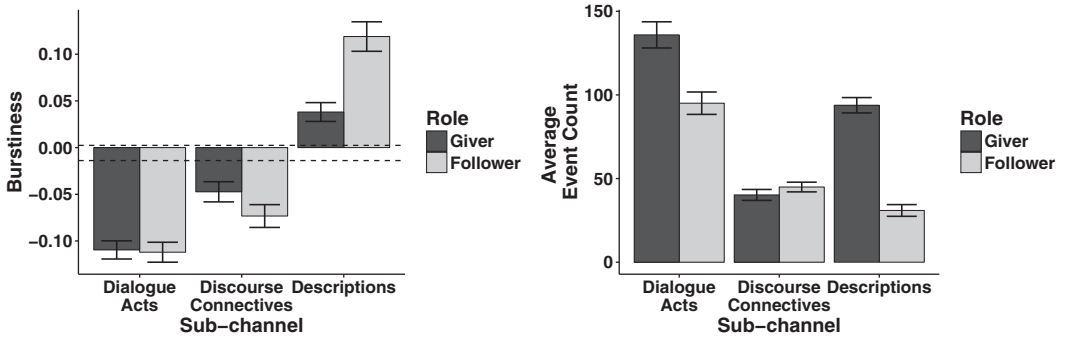 Burstiness
0.10
0.05
0.00
−0.05
−0.10
Dialogue Acts
Discourse Connectives
Descriptions
Sub−channel
Role
Giver
Follower
Average
Event Count
150
100
50
0
Dialogue Acts
Discourse Connectives
Descriptions
Sub−channel
Role
Giver
Follower